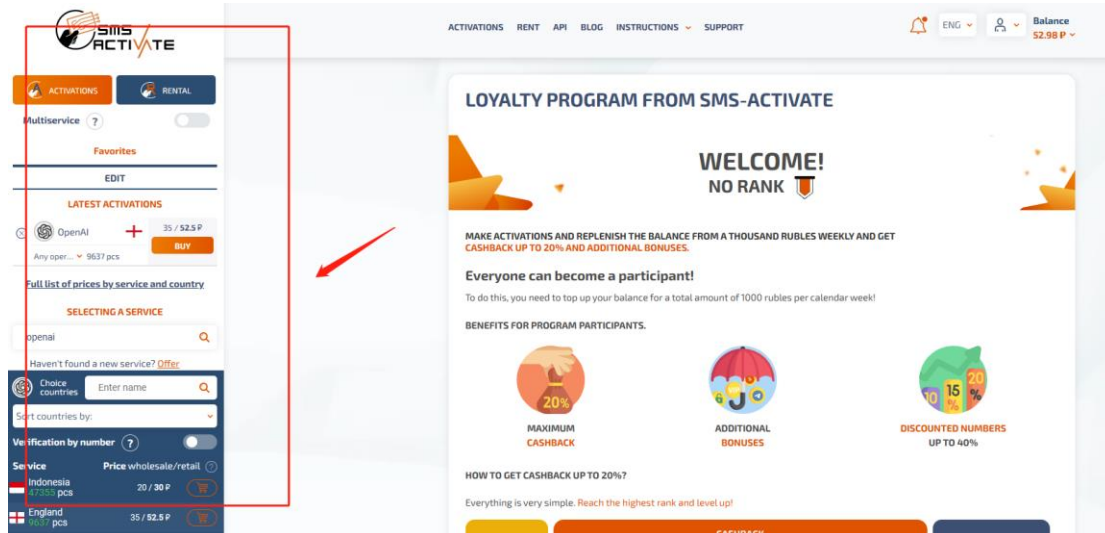 SMS
ACTIVATE
ACTIVATIONS RENT API BLOG INSTRUCTIONS SUPPORT
ENG
Balance
52.98 ₽
ACTIVATIONS
RENTAL
Multiservice ?
Favorites
EDIT
LATEST ACTIVATIONS
OpenAI
35 / 52.5 ₽
BUY
Any oper... 9637 pcs
Full list of prices by service and country
SELECTING A SERVICE
openai
Haven't found a new service? Offer
Choice
countries
Enter name
Sort countries by:
Verification by number ?
Service Price wholesale/retail ?
Indonesia
47355 pcs
20 / 30 ₽
England
9637 pcs
35 / 52.5 ₽
LOYALTY PROGRAM FROM SMS-ACTIVATE
WELCOME!
NO RANK
MAKE ACTIVATIONS AND REPLENISH THE BALANCE FROM A THOUSAND RUBLES WEEKLY AND GET
CASHBACK UP TO 20% AND ADDITIONAL BONUSES.
Everyone can become a participant!
To do this, you need to top up your balance for a total amount of 1000 rubles per calendar week!
BENEFITS FOR PROGRAM PARTICIPANTS.
20%
10 15 % 20 %
MAXIMUM
CASHBACK
ADDITIONAL
BONUSES
DISCOUNTED NUMBERS
UP TO 40%
HOW TO GET CASHBACK UP TO 20%?
Everything is very simple. Reach the highest rank and level up!
CASHBACK